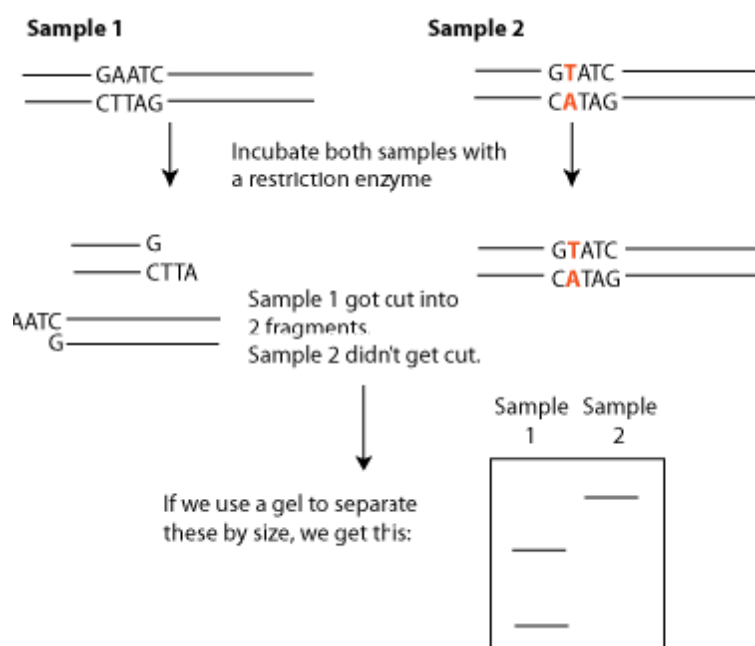 Sample 1
Sample 2
GAATC
CTTAG
GTATC
CATAG
Incubate both samples with
a restriction enzyme
G
CTTA
AATC
G
GTATC
CATAG
Sample 1 got cut into
2 fragments.
Sample 2 didn't get cut.
Sample Sample
1 2
If we use a gel to separate
these by size, we get this: